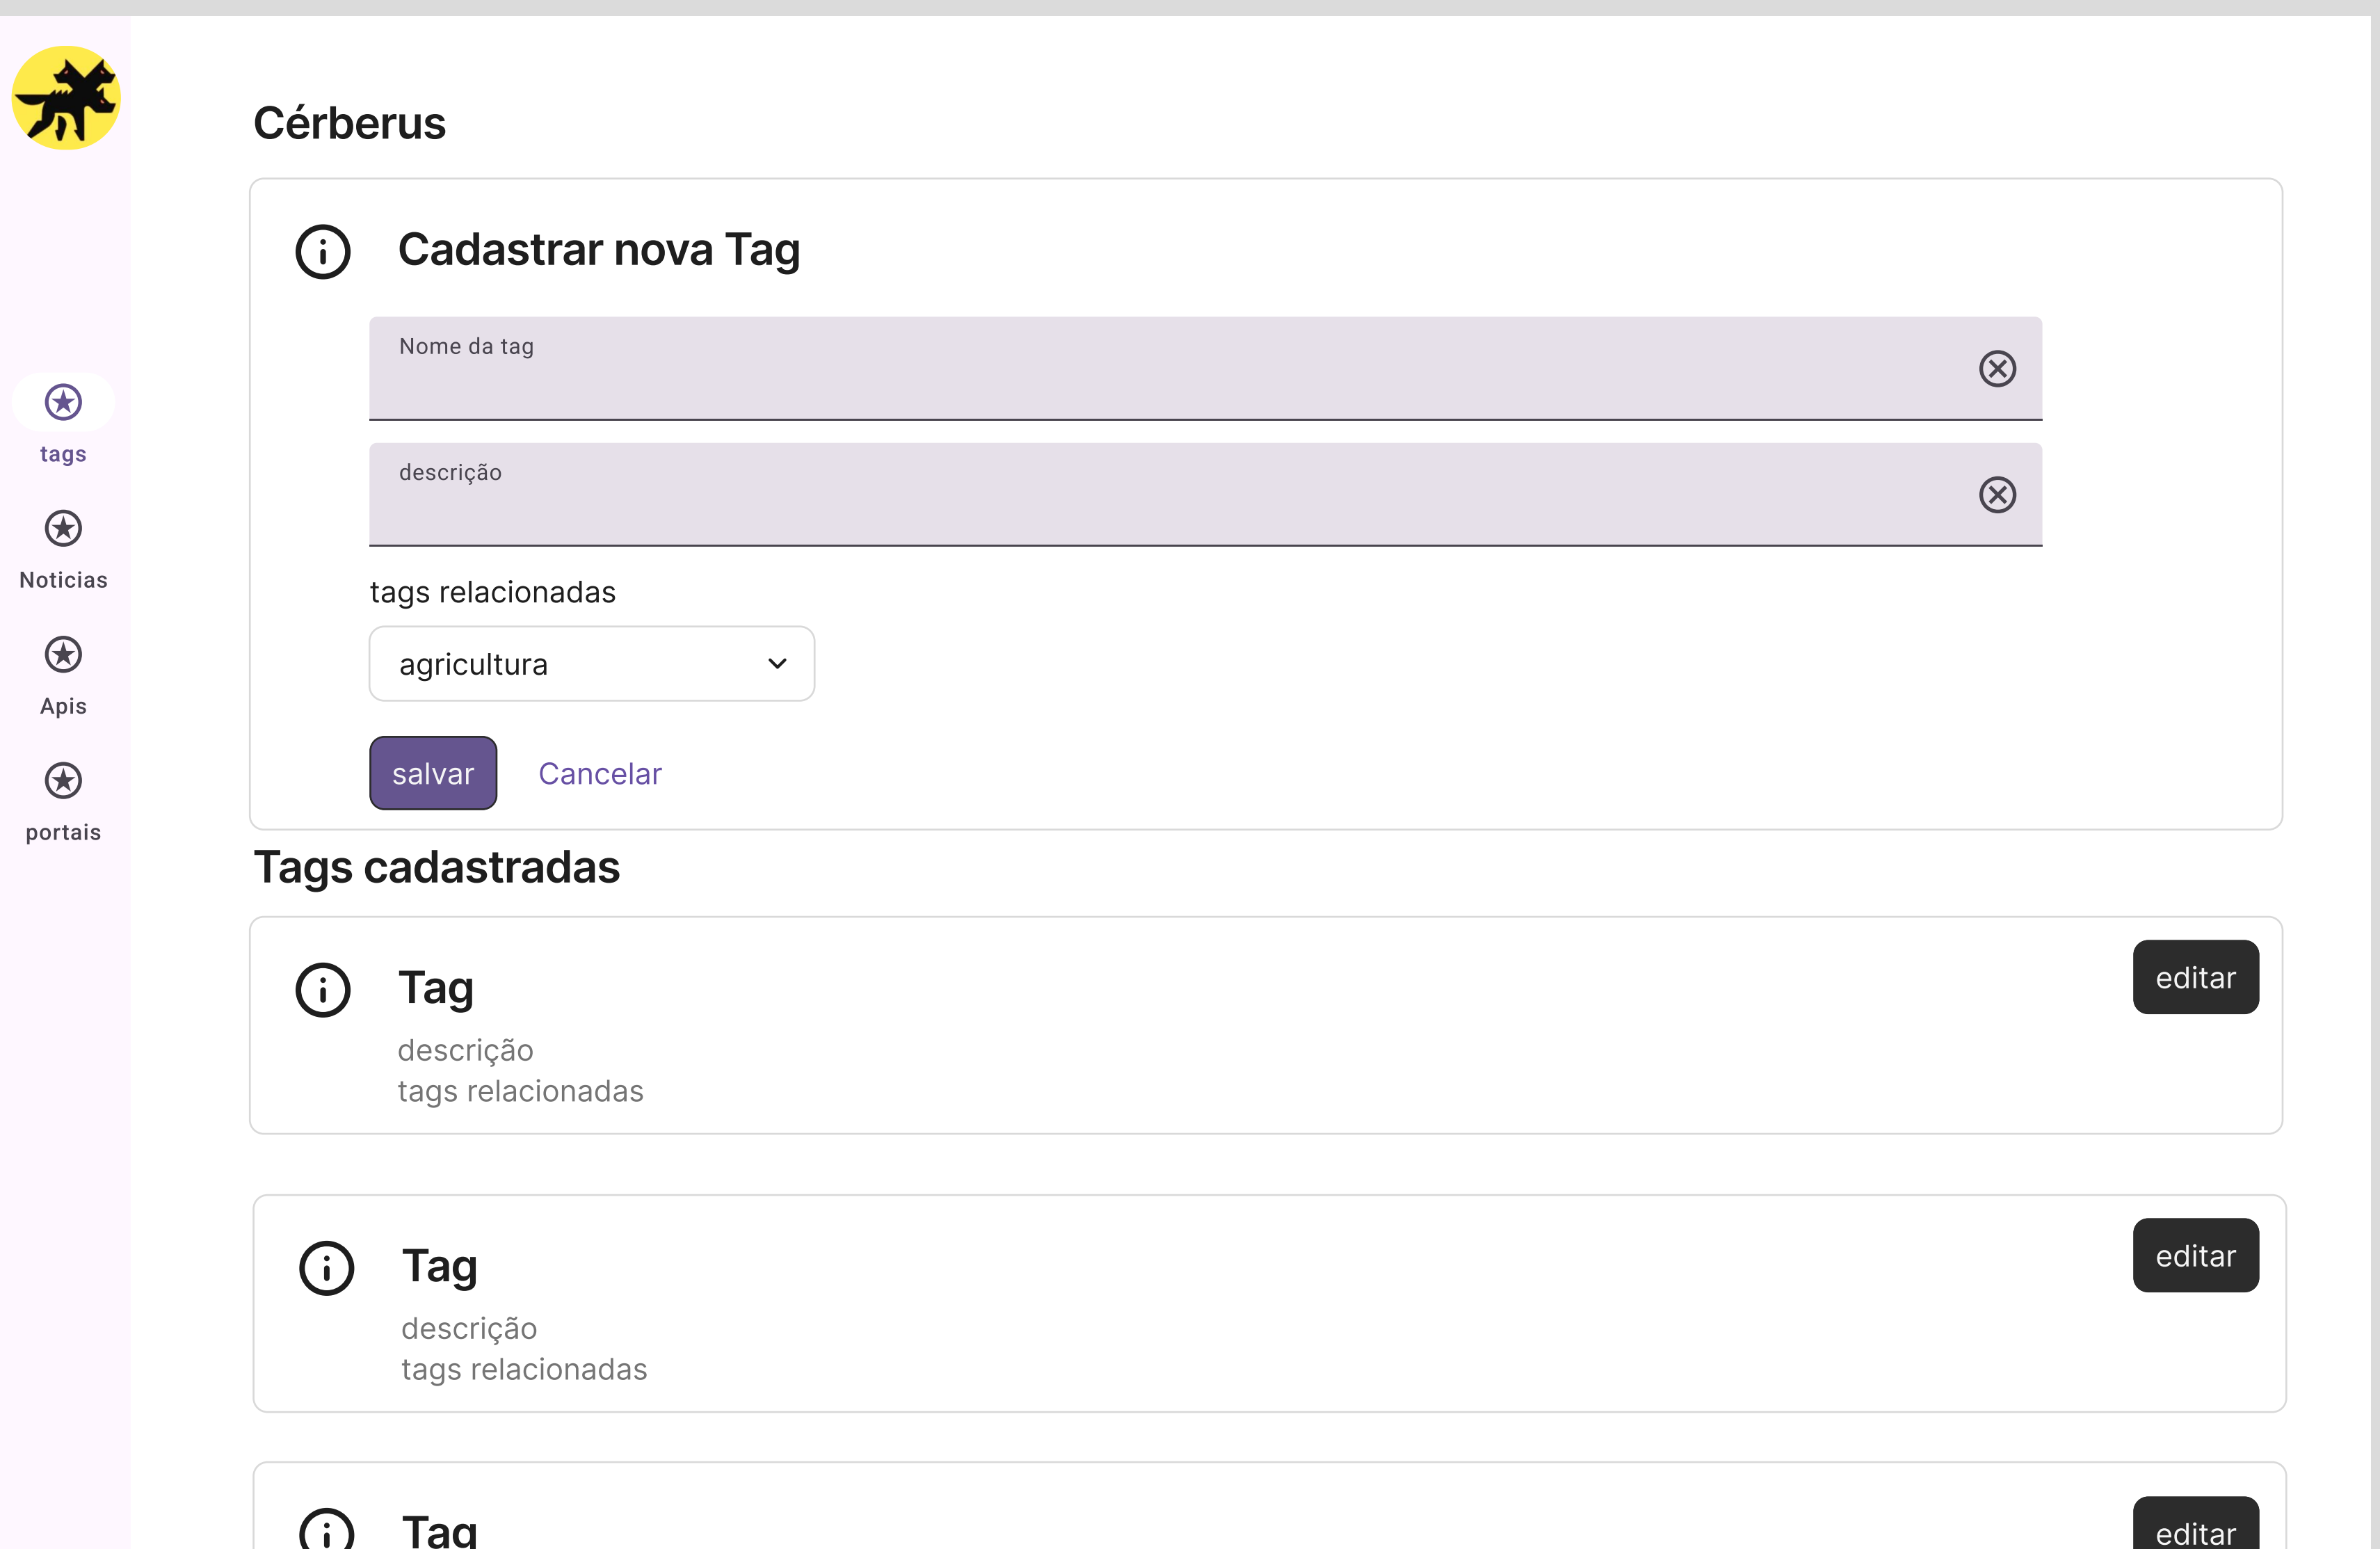 Cérberus
Cadastrar nova Tag
Nome da tag
descrição
tags relacionadas
agricultura
salvar Cancelar
tags
Noticias
Apis
portais
Tags cadastradas
Tag
editar
descrição
tags relacionadas
Tag
editar
descrição
tags relacionadas
Tag
editar